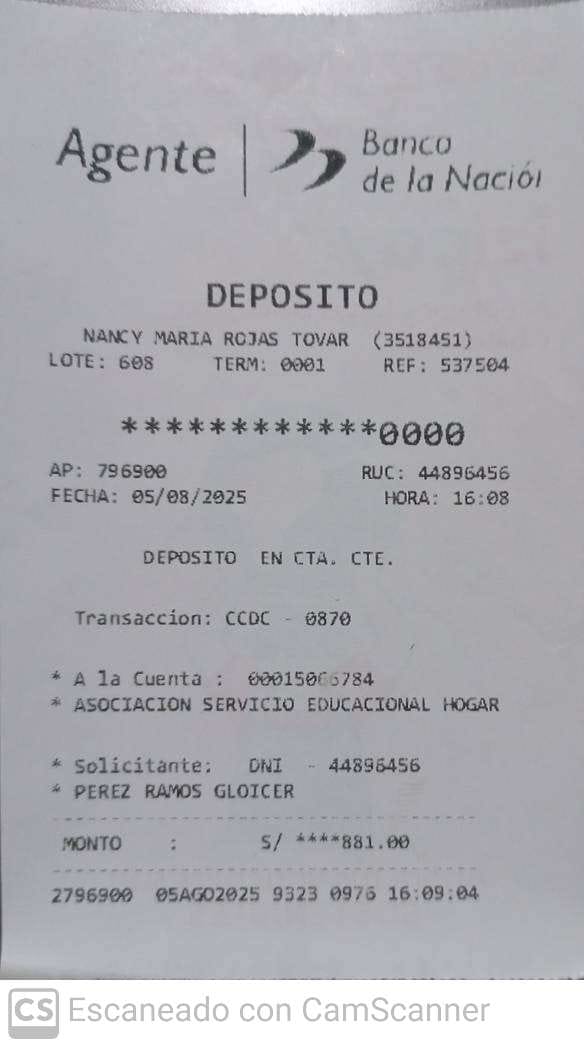 Agente | Banco
de la Nación
DEPOSITO
NANCY MARIA ROJAS TOVAR (3518451)
LOTE: 608 TERM: 0001 REF: 537504
************0000
AP: 796900 RUC: 44896456
FECHA: 05/08/2025 HORA: 16:08
DEPOSITO EN CTA. CTE.
Transaccion: CCDC - 0870
* A la Cuenta : 00015066784
* ASOCIACION SERVICIO EDUCACIONAL HOGAR
* Solicitante: DNI - 44896456
* PEREZ RAMOS GLOICER
MONTO : S/ ****881.00
2796900 05AGO2025 9323 0976 16:09:04
CS Escaneado con CamScanner